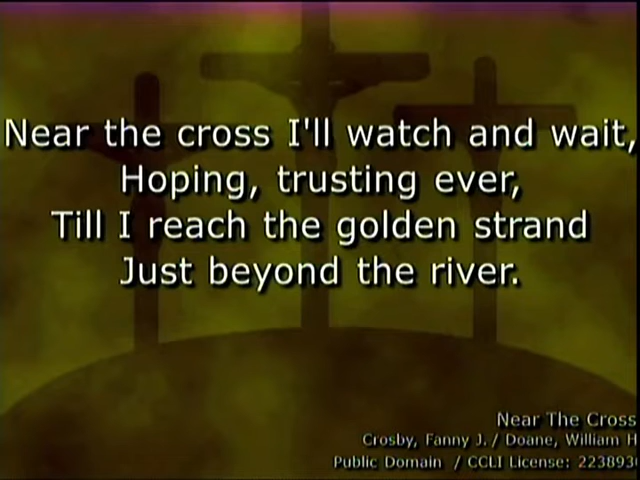 Near the cross I'll watch and wait,
Hoping, trusting ever,
Till I reach the golden strand
Just beyond the river.
Near The Cross
Crosby, Fanny J. / Doane, William H
Public Domain / CCLI License: 223893